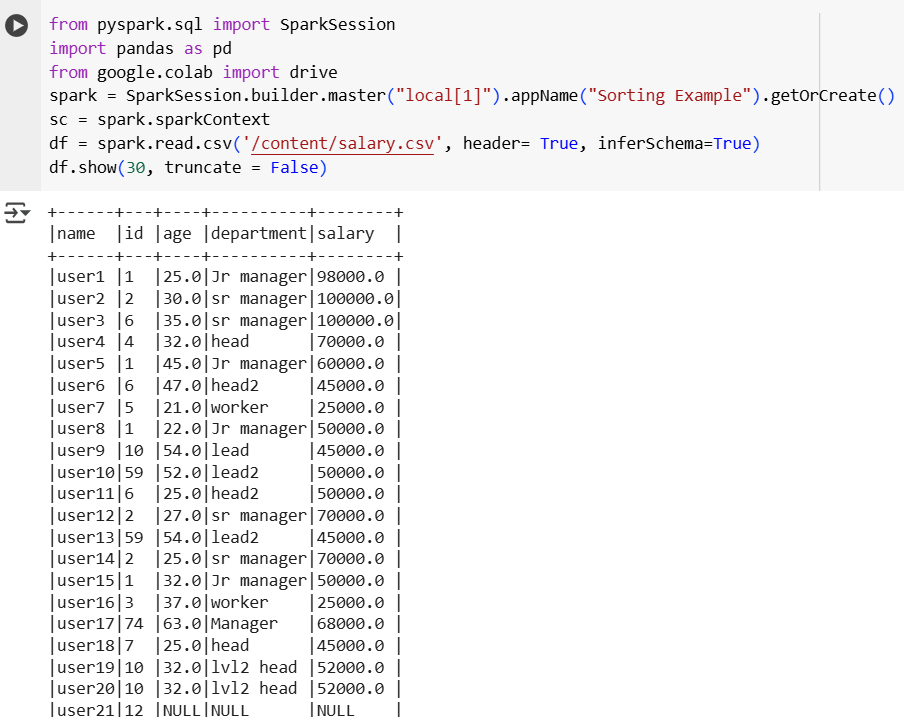 from pyspark.sql import SparkSession
import pandas as pd
from google.colab import drive
spark = SparkSession.builder.master("local[1]").appName("Sorting Example").getOrCreate()
sc = spark.sparkContext
df = spark.read.csv('/content/salary.csv', header= True, inferSchema=True)
df.show(30, truncate = False)
+------+---+----+----------+--------+
|name  |id |age |department|salary  |
+------+---+----+----------+--------+
|user1 |1  |25.0|Jr manager|98000.0 |
|user2 |2  |30.0|sr manager|100000.0|
|user3 |6  |35.0|sr manager|100000.0|
|user4 |4  |32.0|head      |70000.0 |
|user5 |1  |45.0|Jr manager|60000.0 |
|user6 |6  |47.0|head2     |45000.0 |
|user7 |5  |21.0|worker    |25000.0 |
|user8 |1  |22.0|Jr manager|50000.0 |
|user9 |10 |54.0|lead      |45000.0 |
|user10|59 |52.0|lead2     |50000.0 |
|user11|6  |25.0|head2     |50000.0 |
|user12|2  |27.0|sr manager|70000.0 |
|user13|59 |54.0|lead2     |45000.0 |
|user14|2  |25.0|sr manager|70000.0 |
|user15|1  |32.0|Jr manager|50000.0 |
|user16|3  |37.0|worker    |25000.0 |
|user17|74 |63.0|Manager   |68000.0 |
|user18|7  |25.0|head      |45000.0 |
|user19|10 |32.0|lvl2 head |52000.0 |
|user20|10 |32.0|lvl2 head |52000.0 |
|user21|12 |NULL|NULL      |NULL    |